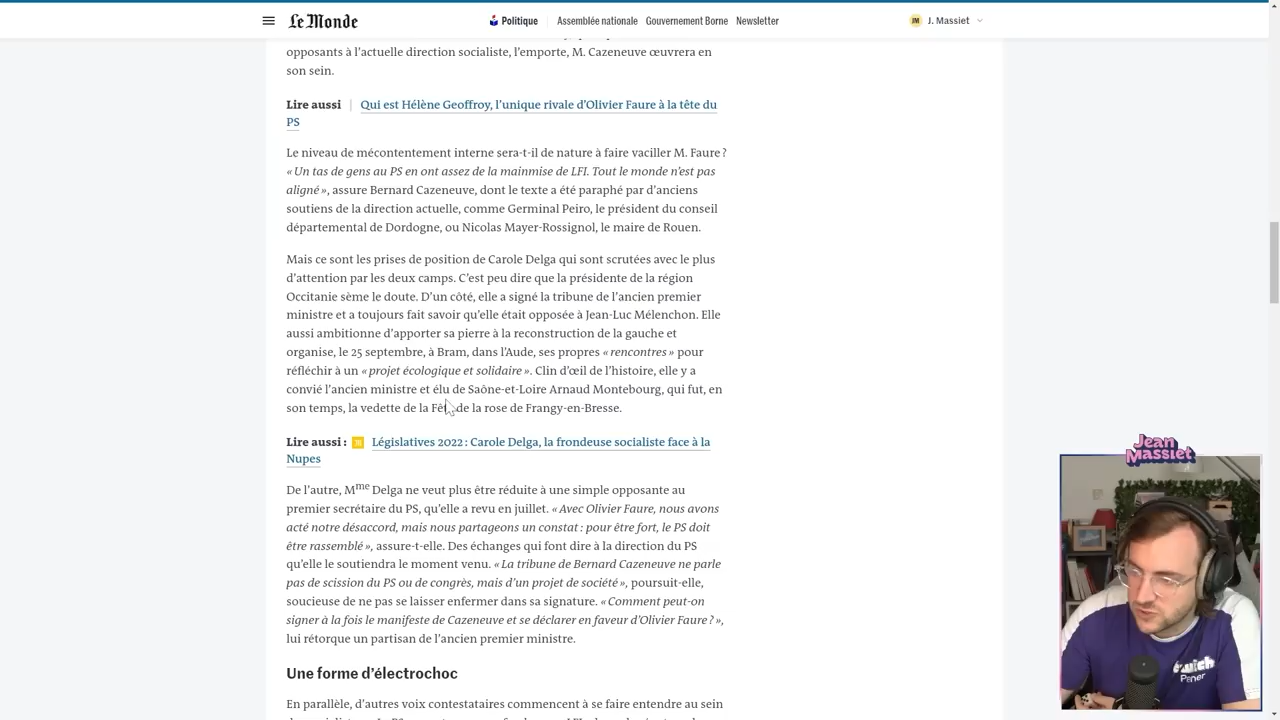 Le Monde
Politique
Assemblée nationale
Gouvernement Borne
Newsletter
JM
J. Massiet
opposants à l'actuelle direction socialiste, l'emporte, M. Cazeneuve œuvrera en
son sein.
Lire aussi | Qui est Hélène Geoffroy, l'unique rivale d'Olivier Faure à la tête du
PS
Le niveau de mécontentement interne sera-t-il de nature à faire vaciller M. Faure ?
« Un tas de gens au PS en ont assez de la mainmise de LFI. Tout le monde n'est pas
aligné », assure Bernard Cazeneuve, dont le texte a été paraphé par d'anciens
soutiens de la direction actuelle, comme Germinal Peiro, le président du conseil
départemental de Dordogne, ou Nicolas Mayer-Rossignol, le maire de Rouen.
Mais ce sont les prises de position de Carole Delga qui sont scrutées avec le plus
d'attention par les deux camps. C'est peu dire que la présidente de la région
Occitanie sème le doute. D'un côté, elle a signé la tribune de l'ancien premier
ministre et a toujours fait savoir qu'elle était opposée à Jean-Luc Mélenchon. Elle
aussi ambitionne d'apporter sa pierre à la reconstruction de la gauche et
organise, le 25 septembre, à Bram, dans l'Aude, ses propres « rencontres » pour
réfléchir à un « projet écologique et solidaire ». Clin d'œil de l'histoire, elle y a
convié l'ancien ministre et élu de Saône-et-Loire Arnaud Montebourg, qui fut, en
son temps, la vedette de la de la rose de Frangy-en-Bresse.
Lire aussi : Législatives 2022 : Carole Delga, la frondeuse socialiste face à la
Nupes
De l'autre, Mme Delga ne veut plus être réduite à une simple opposante au
premier secrétaire du PS, qu'elle a revu en juillet. « Avec Olivier Faure, nous avons
acté notre désaccord, mais nous partageons un constat : pour être fort, le PS doit
être rassemblé », assure-t-elle. Des échanges qui font dire à la direction du PS
qu'elle le soutiendra le moment venu. « La tribune de Bernard Cazeneuve ne parle
pas de scission du PS ou de congrès, mais d'un projet de société », poursuit-elle,
soucieuse de ne pas se laisser enfermer dans sa signature. « Comment peut-on
signer à la fois le manifeste de Cazeneuve et se déclarer en faveur d'Olivier Faure ? »,
lui rétorque un partisan de l'ancien premier ministre.
Une forme d'électrochoc
En parallèle, d'autres voix contestataires commencent à se faire entendre au sein
Jean
Massiet